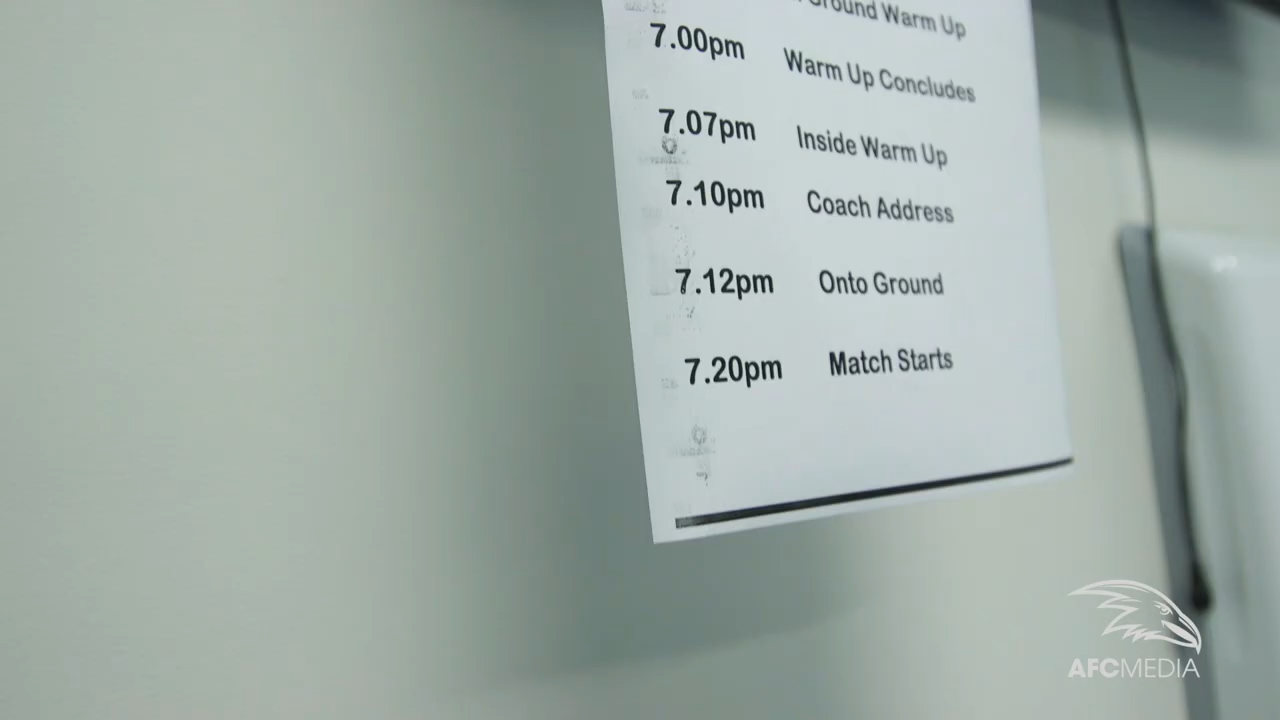 Ground Warm Up
7.00pm Warm Up Concludes
7.07pm Inside Warm Up
7.10pm Coach Address
7.12pm Onto Ground
7.20pm Match Starts
AFCMEDIA